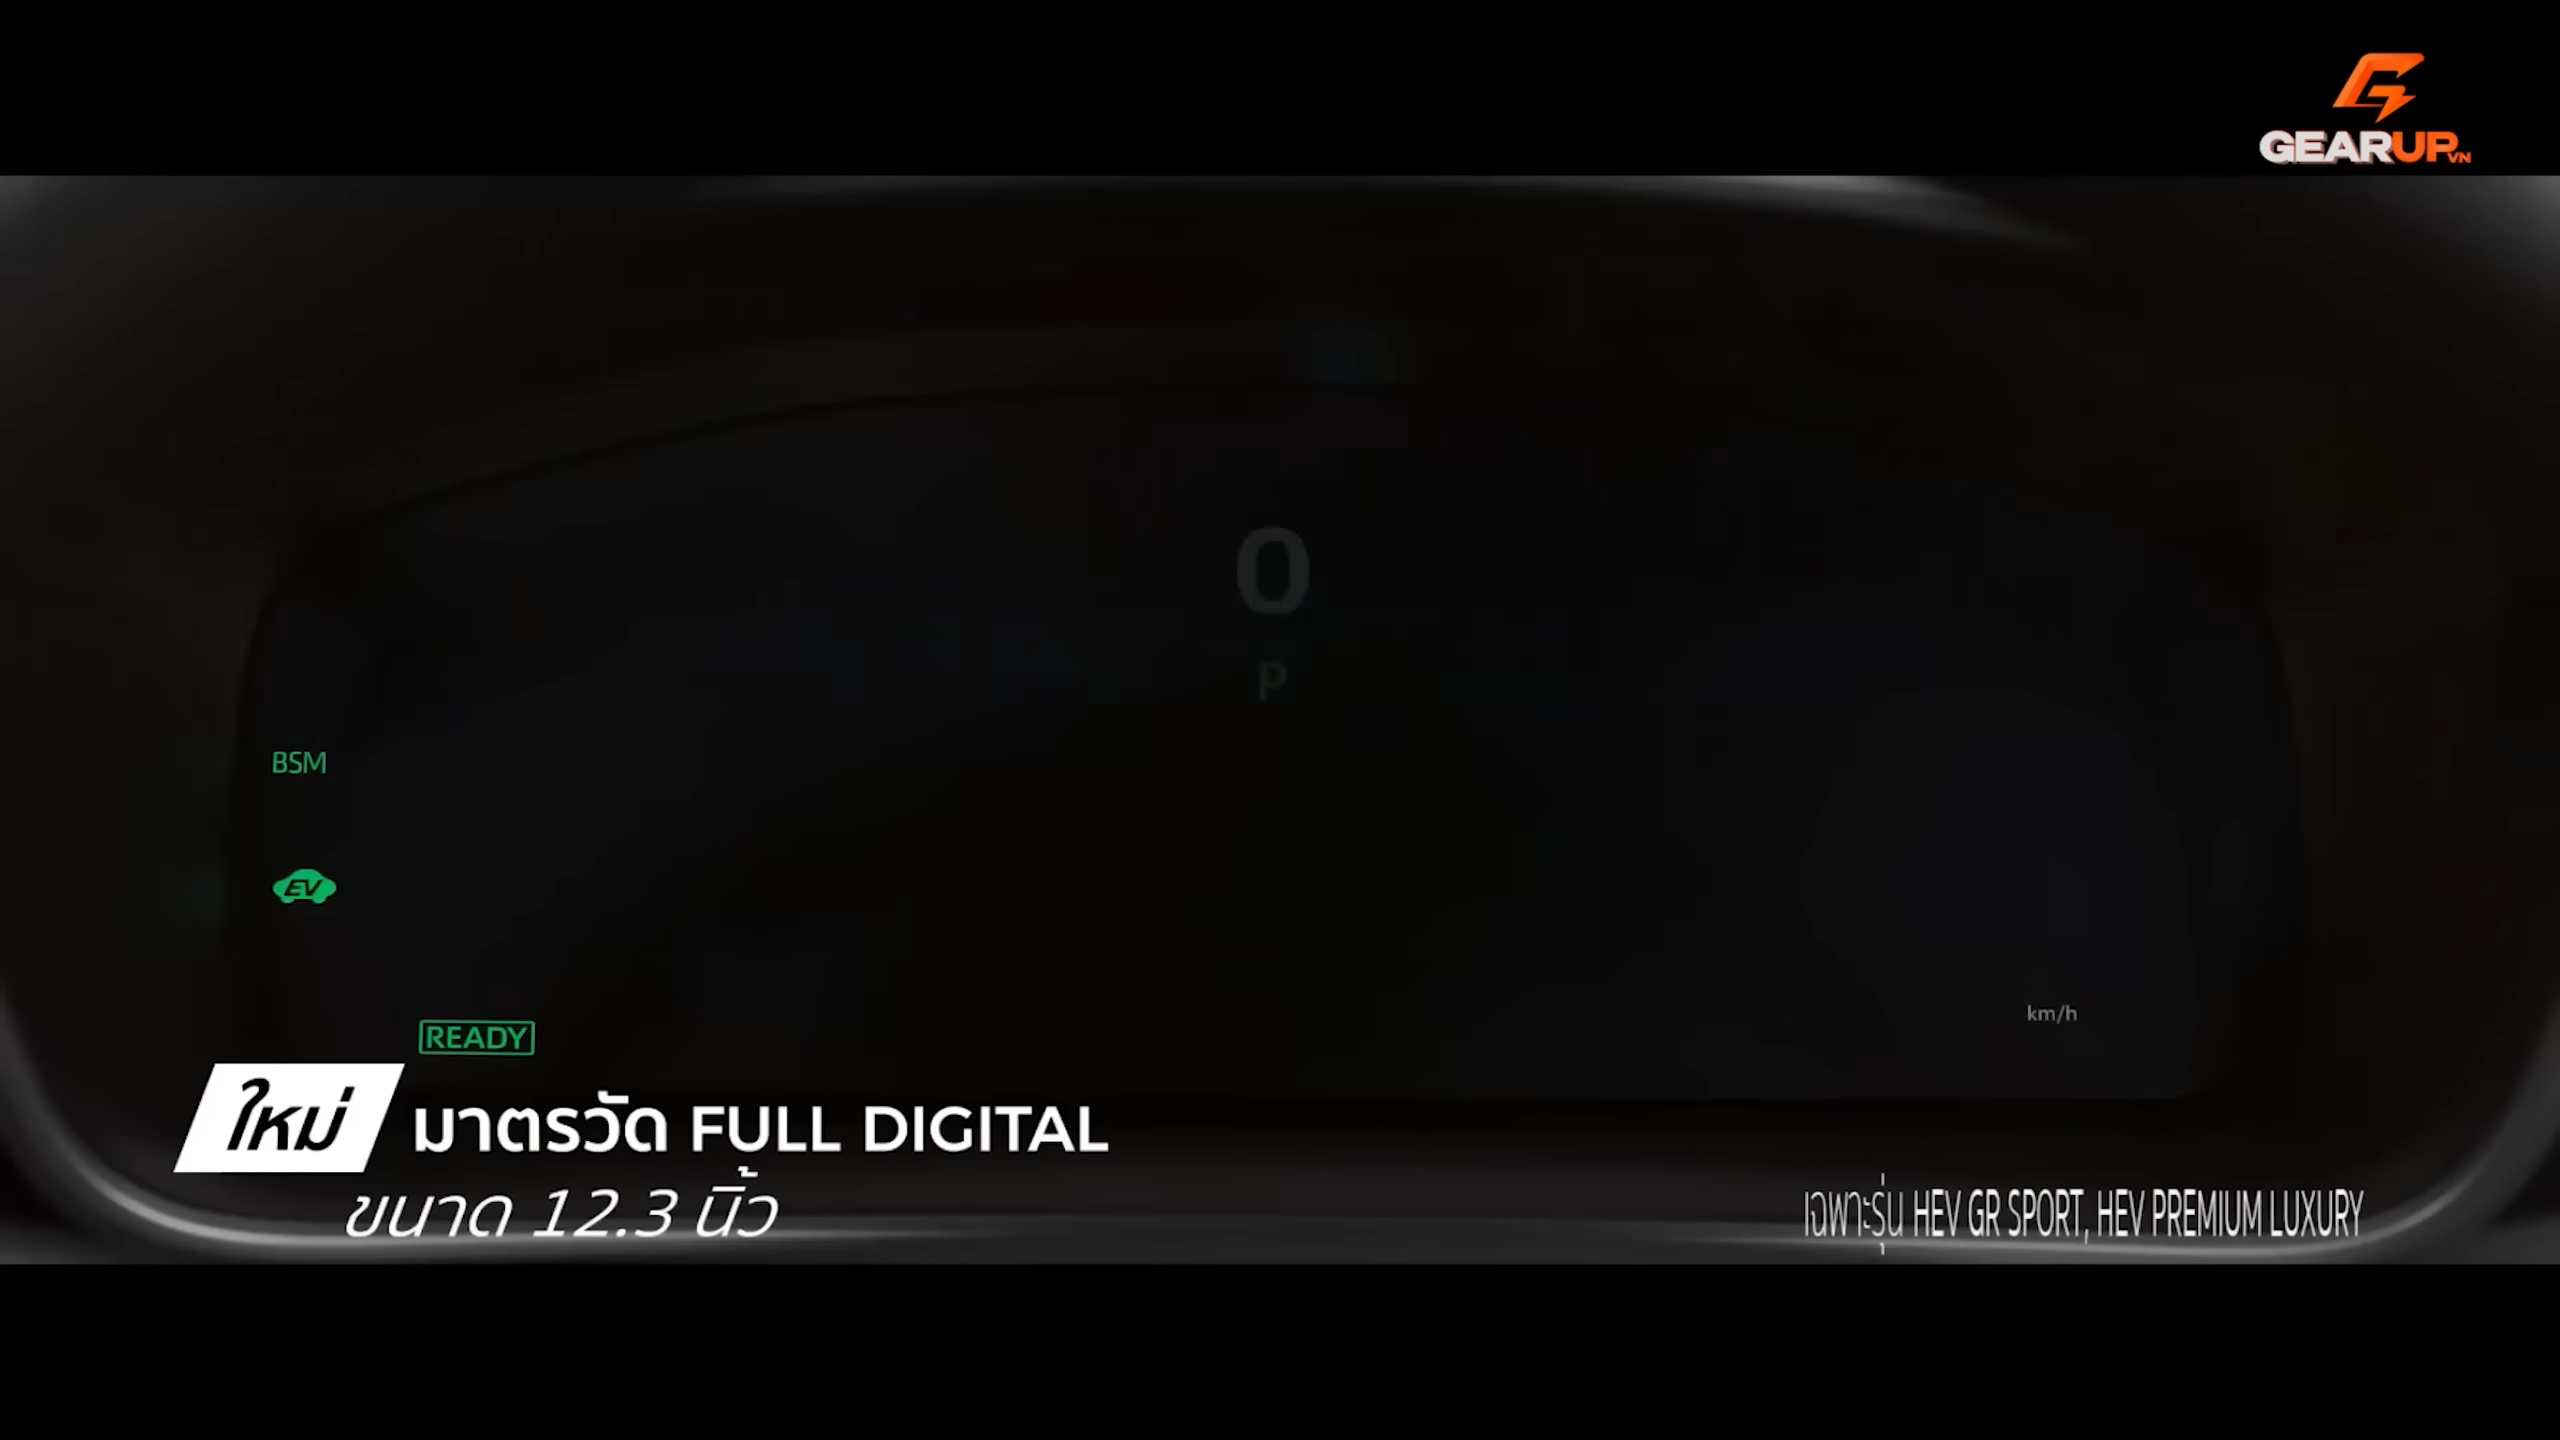 GEARUP.VN
0
P
BSM
EV
READY
km/h
ใหม่ มาตรวัด FULL DIGITAL
ขนาด 12.3 นิ้ว
เฉพาะรุ่น HEV GR SPORT, HEV PREMIUM LUXURY